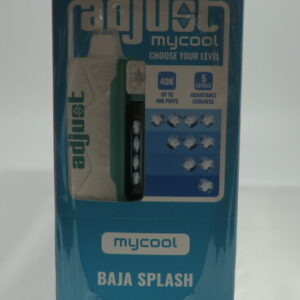 adjust
mycool
CHOOSE YOUR LEVEL
40K
UP TO
40K PUFFS
5
LEVELS
ADJUSTABLE
COOLNESS
adjust
mycool
BAJA SPLASH